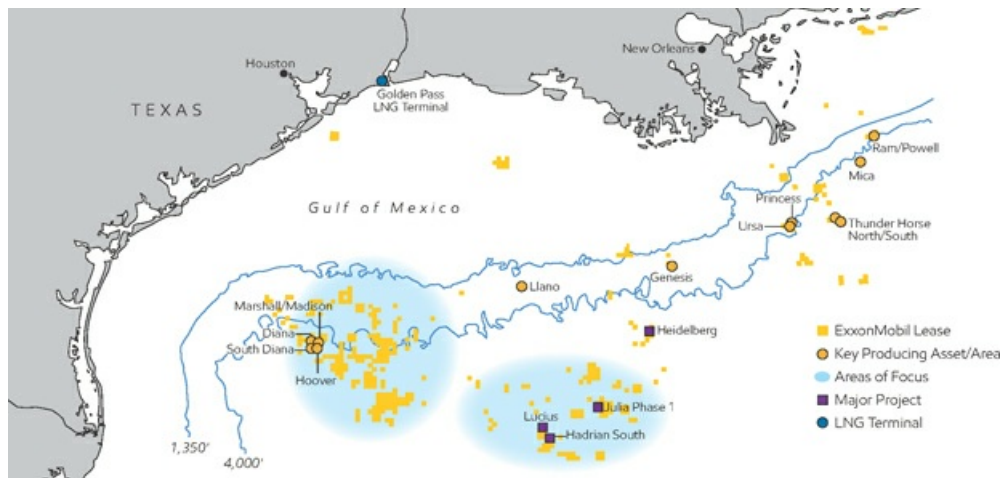 New Orleans
Houston
Golden Pass
LNG Terminal
TEXAS
Ram/Powell
Mica
Princess
Gulf of Mexico
Ursa
Thunder Horse
North/South
Genesis
Llano
Marshall/Madison
Diana
South Diana
Hoover
Heidelberg
ExxonMobil Lease
Key Producing Asset/Area
Areas of Focus
Major Project
LNG Terminal
Julia Phase 1
Lucius
Hadrian South
1,350'
4,000'